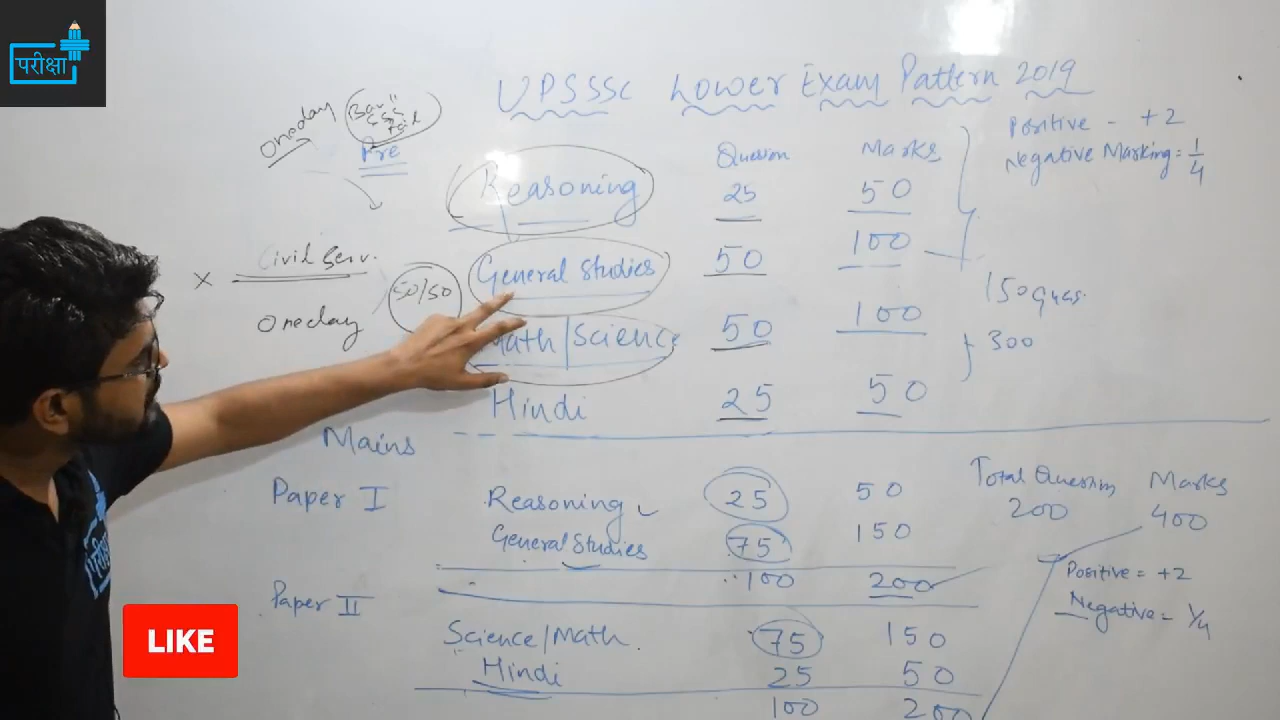 परीक्षा
UPSSSC Lower Exam Pattern 2019
Oneday
Pre
Question Marks
Positive - +2
Negative Marking = 1/4
Reasoning 25 50
General Studies 50 100
Civil Serv.
Oneday
50/50
150 ques.
300
Math|Science 50 100
Hindi 25 50
Mains
Paper I
Reasoning 25 50
General Studies 75 150
100 200
Total Question Marks
200 400
Positive = +2
Negative = 1/4
Paper II
Science/Math 75 150
Hindi 25 50
100 200
LIKE